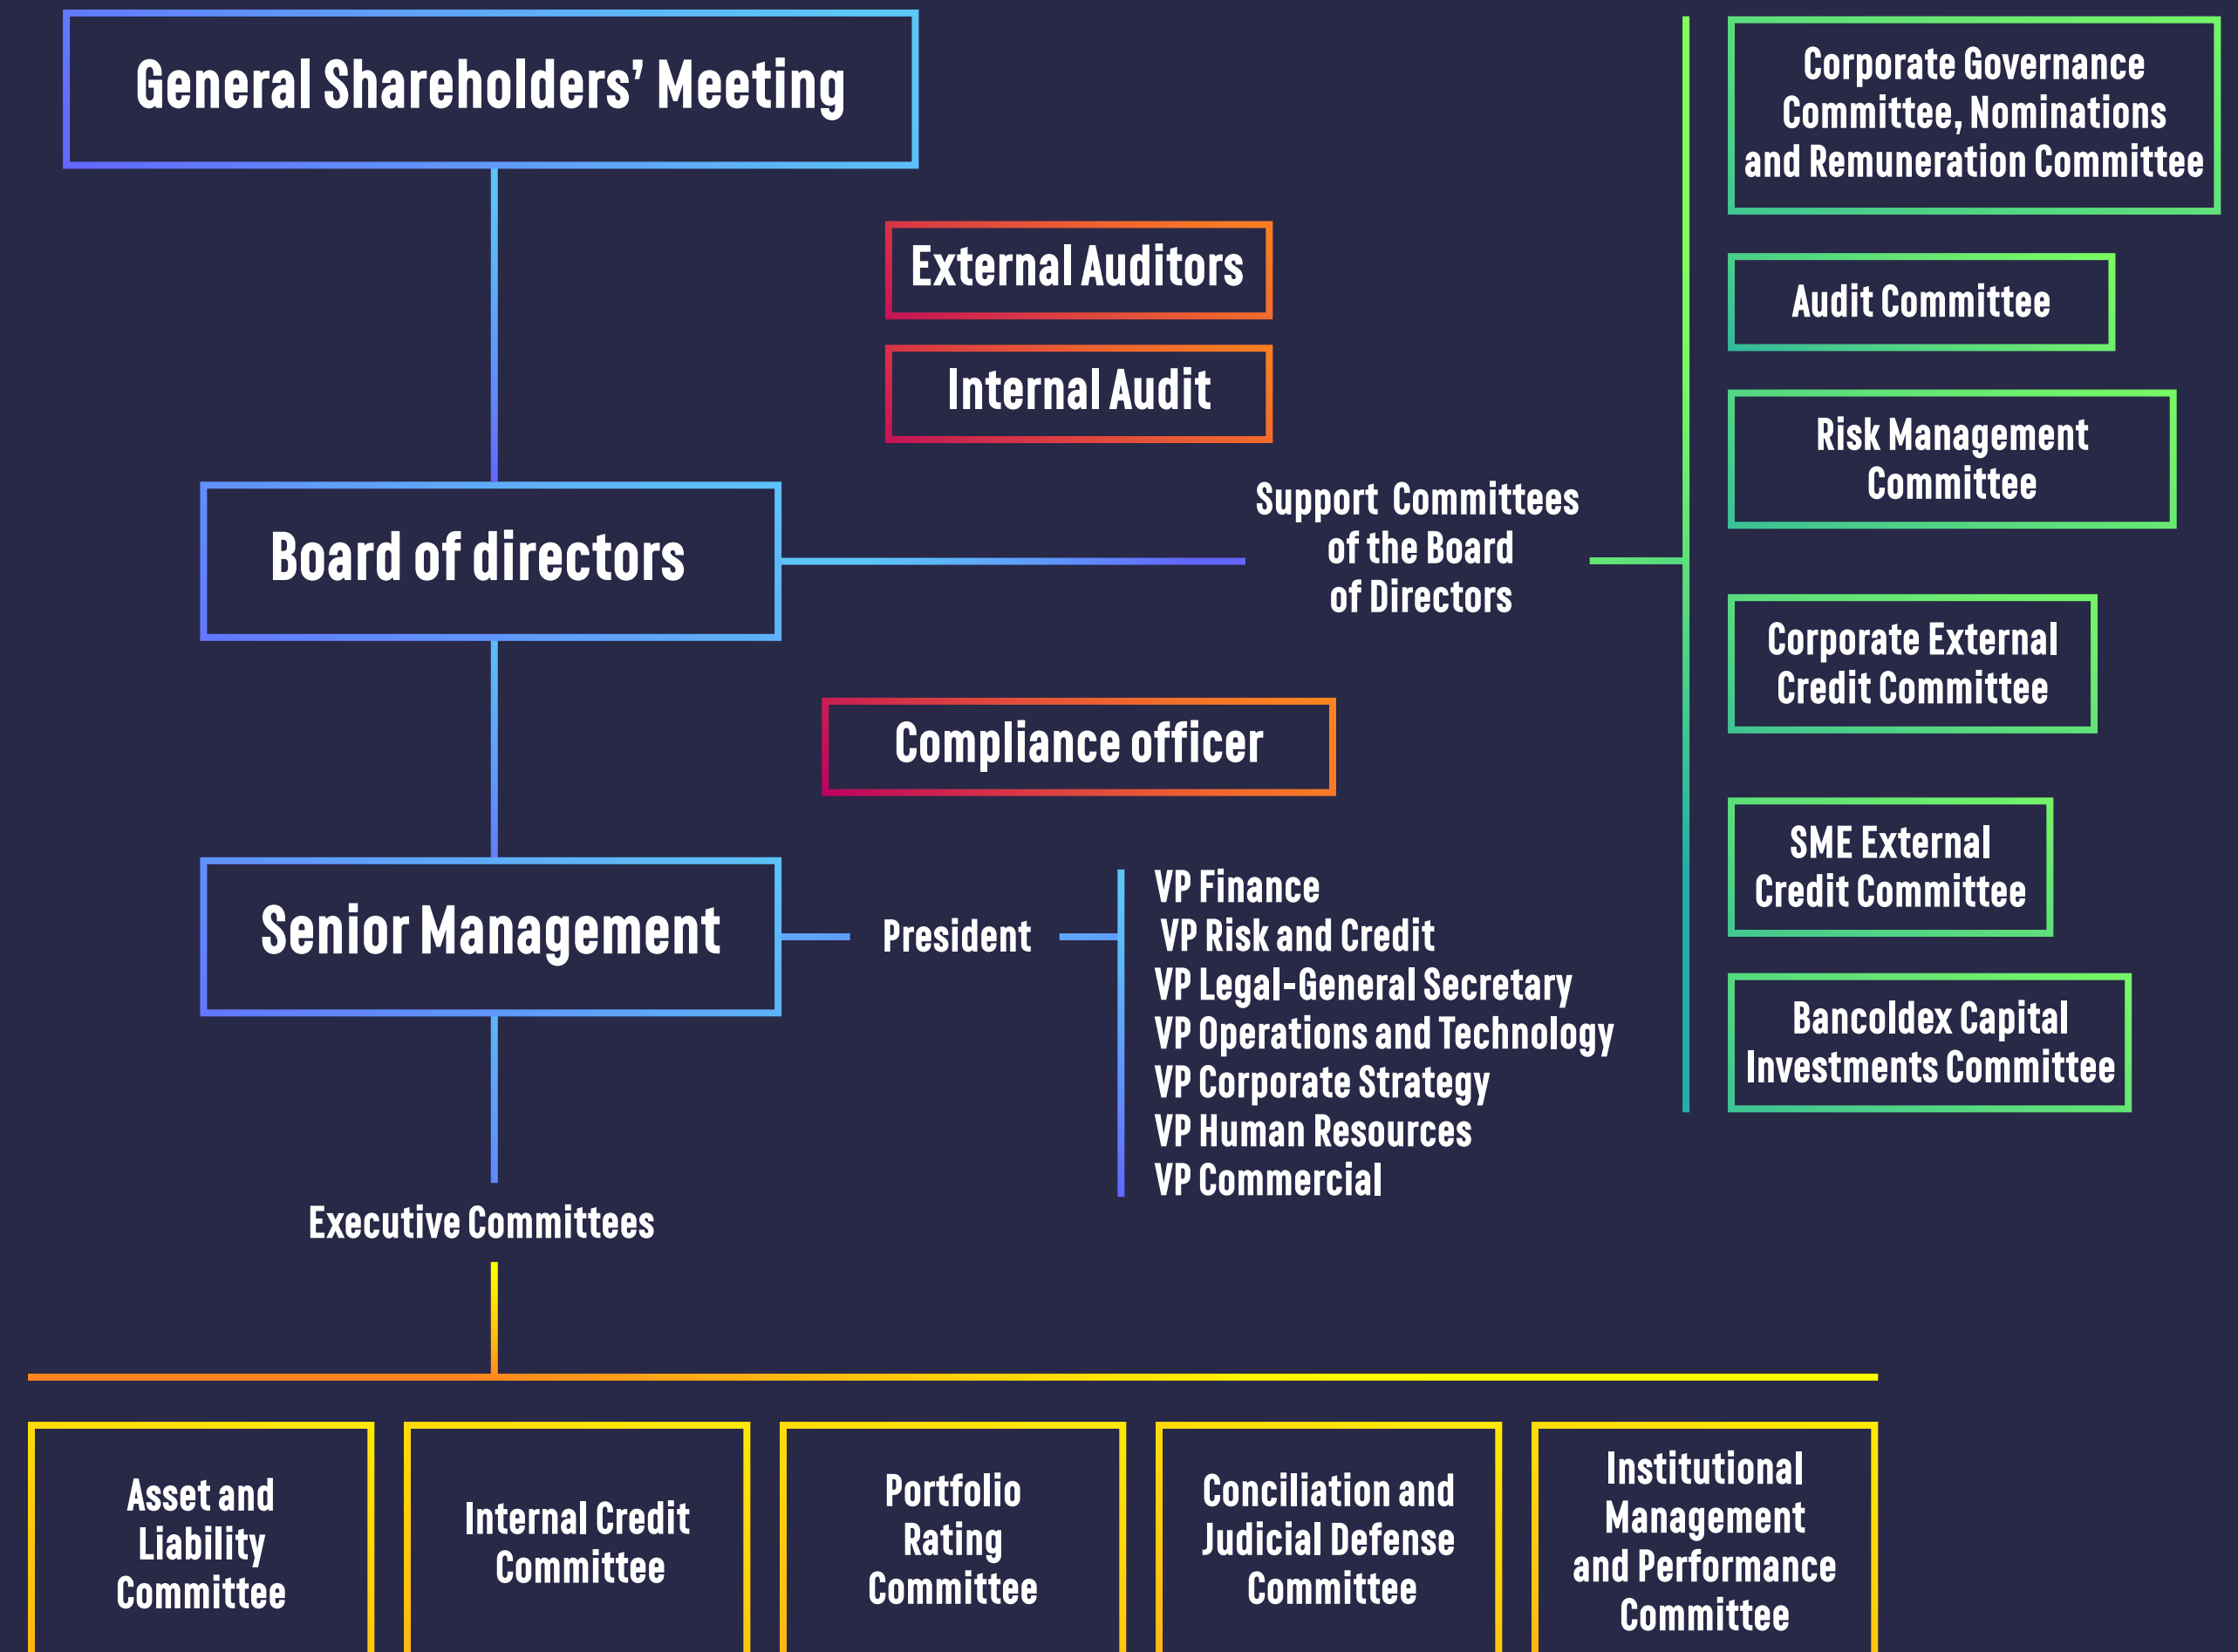 General Shareholders’ Meeting
External Auditors
Internal Audit
Board of directors
Support Committees
of the Board
of Directors
Corporate Governance
Committee, Nominations
and Remuneration Committee
Audit Committee
Risk Management
Committee
Corporate External
Credit Committee
SME External
Credit Committee
Bancoldex Capital
Investments Committee
Compliance officer
Senior Management
President
VP Finance
VP Risk and Credit
VP Legal-General Secretary
VP Operations and Technology
VP Corporate Strategy
VP Human Resources
VP Commercial
Executive Committees
Asset and
Liability
Committee
Internal Credit
Committee
Portfolio
Rating
Committee
Conciliation and
Judicial Defense
Committee
Institutional
Management
and Performance
Committee